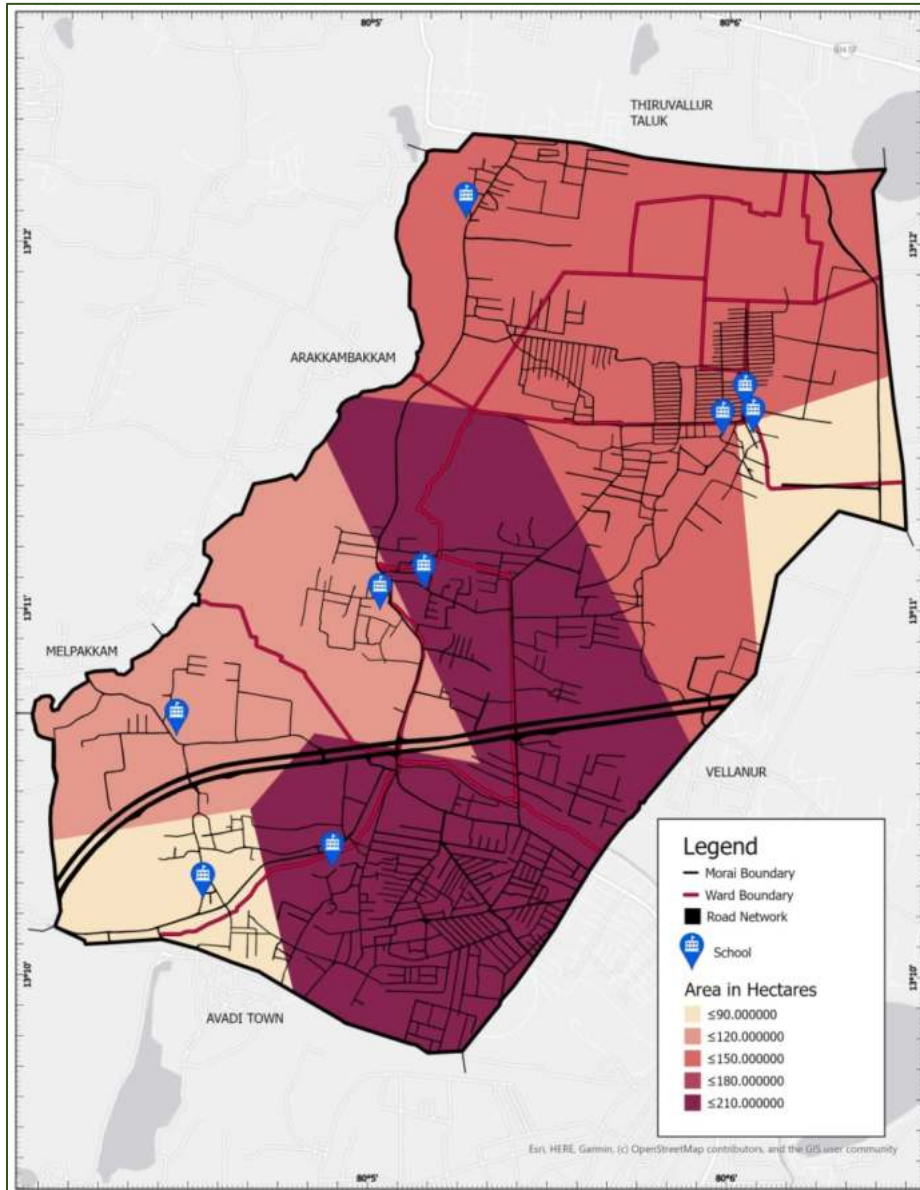 80°5'
80°6'
THIRUVALLUR
TALUK
13°12'
13°12'
ARAKKAMBAKKAM
13°11'
13°11'
MELPAKKAM
VELLANUR
13°10'
13°10'
AVADI TOWN
Legend
Morai Boundary
Ward Boundary
Road Network
School
Area in Hectares
≤90.000000
≤120.000000
≤150.000000
≤180.000000
≤210.000000
Esri, HERE, Garmin, (c) OpenStreetMap contributors, and the GIS user community
80°5'
80°6'